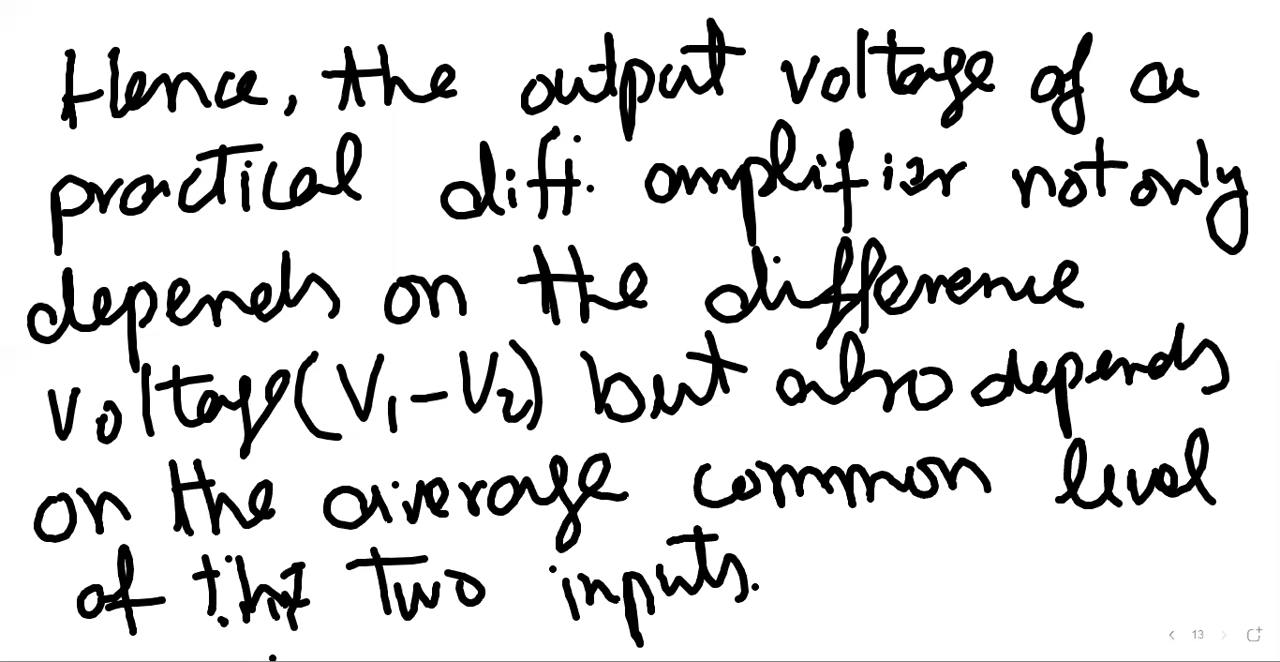 Hence, the output voltage of a
practical diff. amplifier not only
depends on the difference
voltage (V₁-V₂) but also depends
on the average common level
of the two inputs.
13